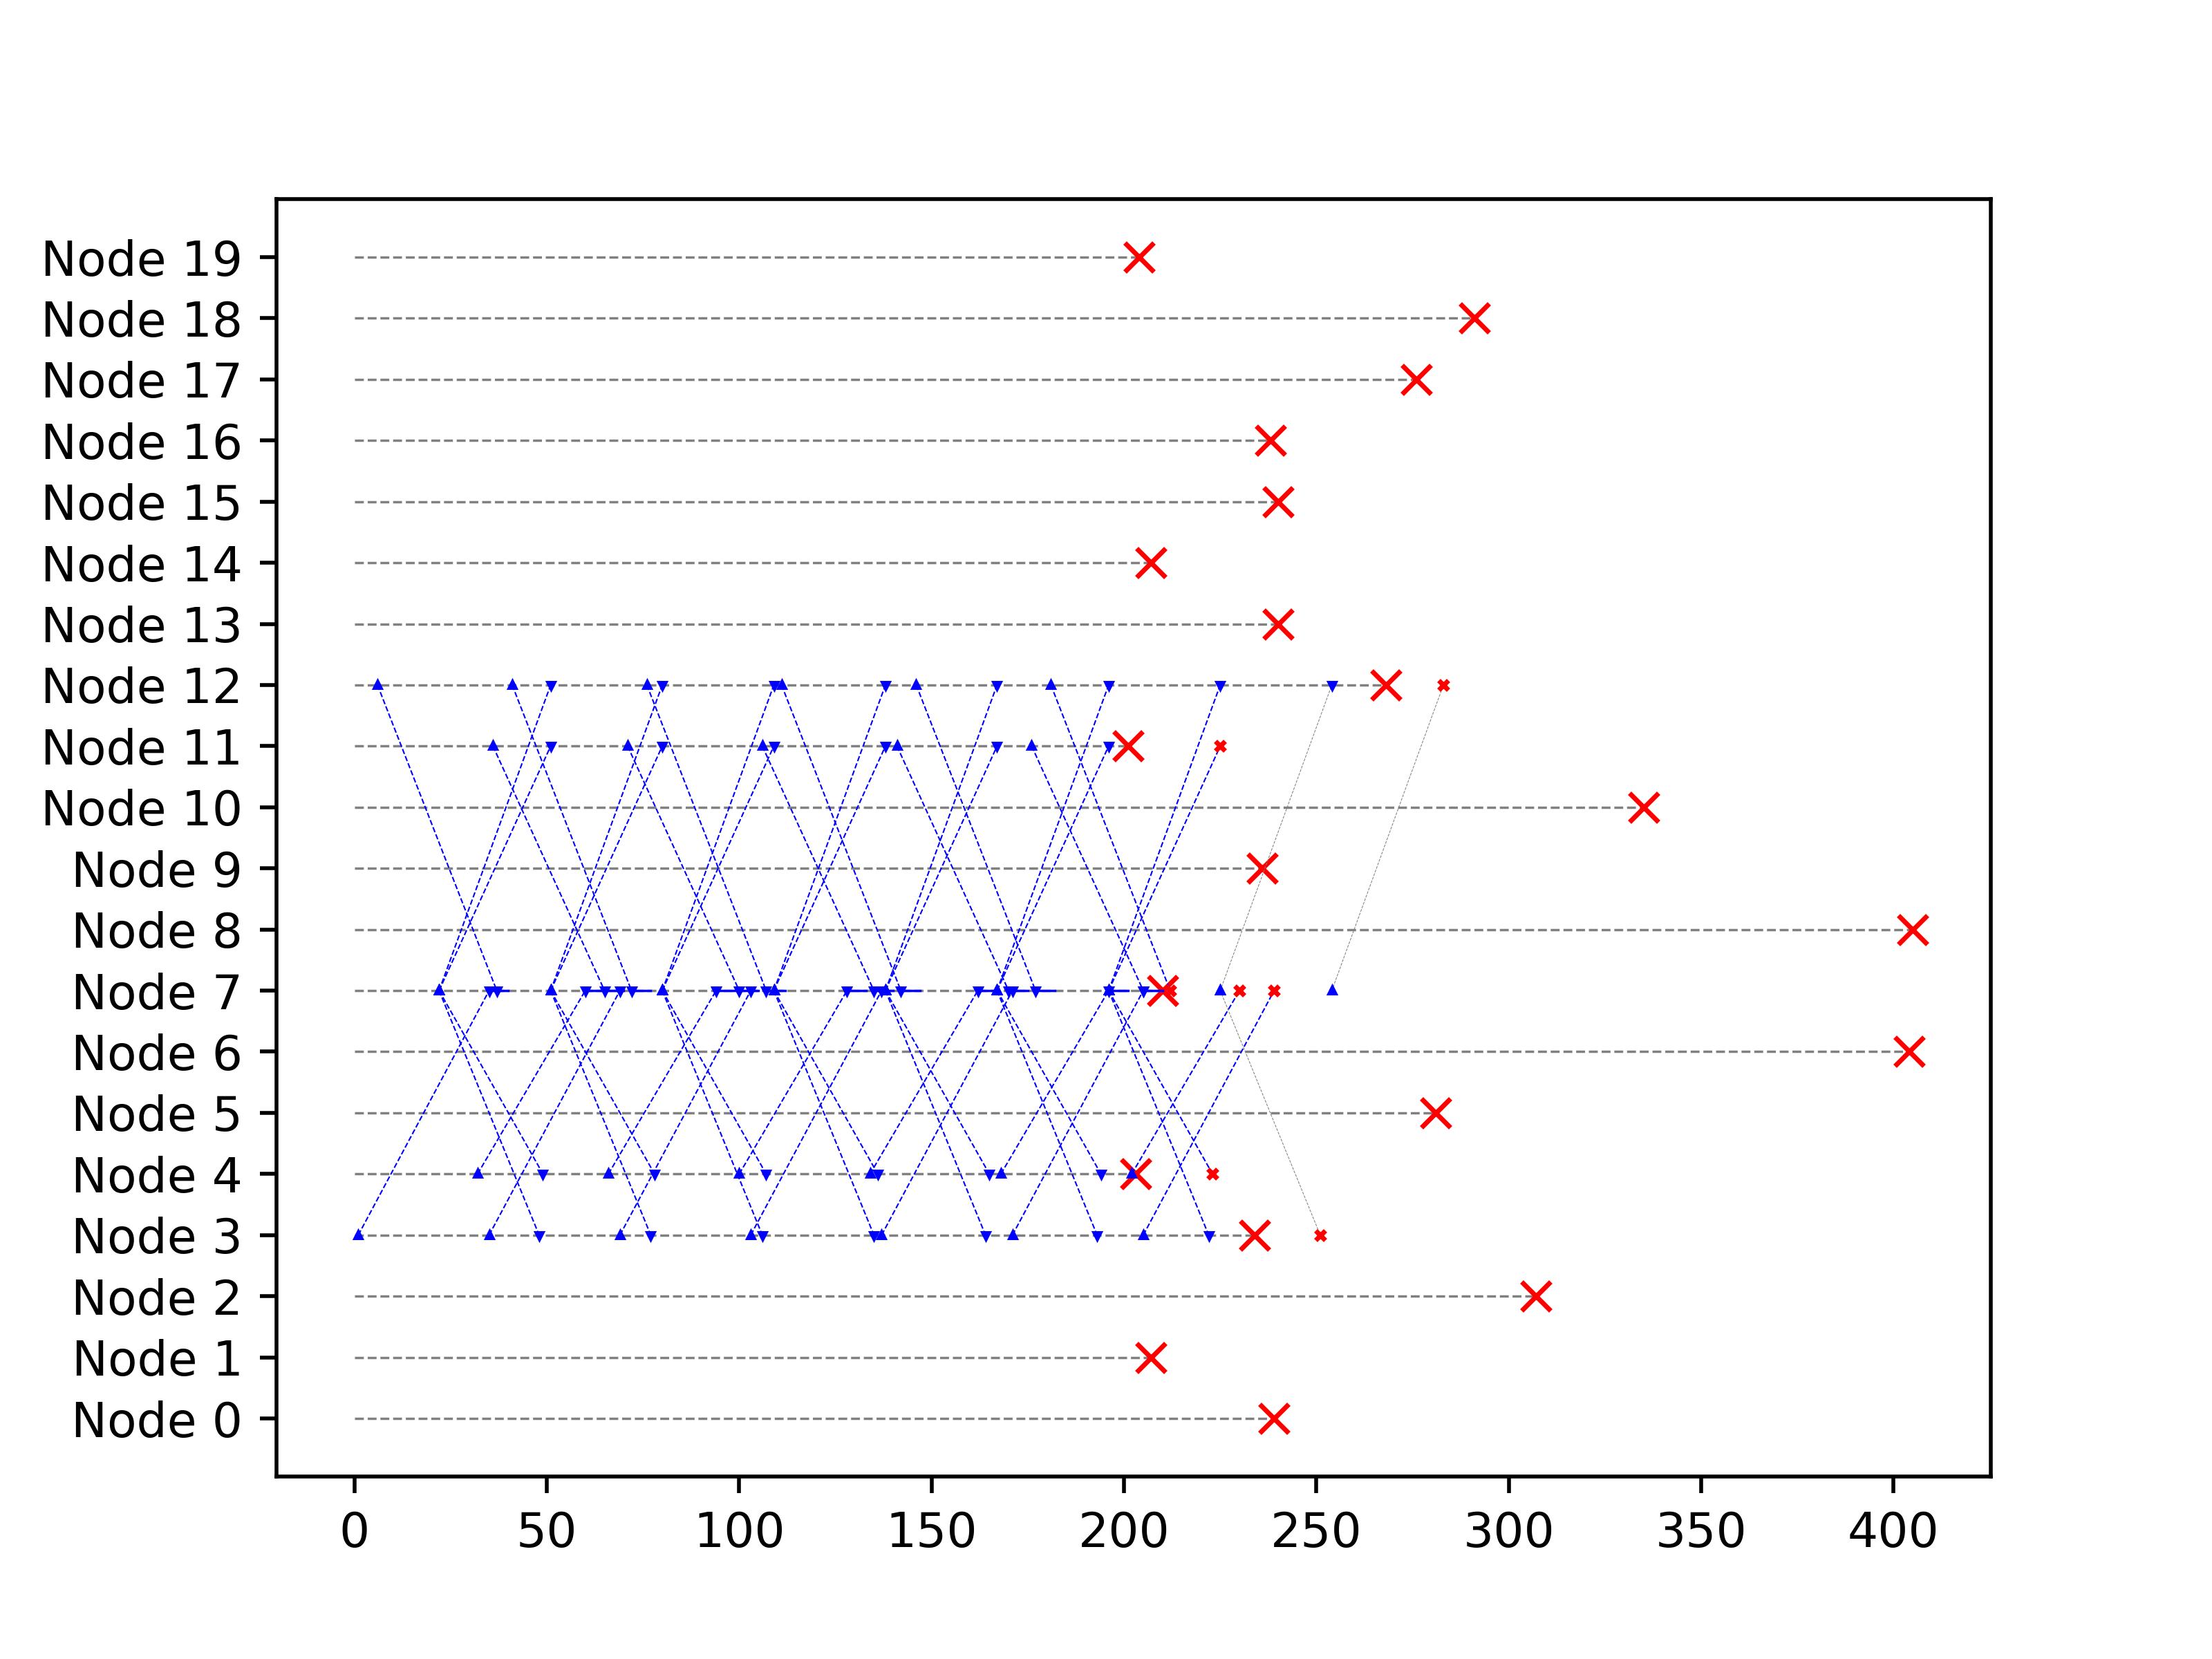 Node 19
Node 18
Node 17
Node 16
Node 15
Node 14
Node 13
Node 12
Node 11
Node 10
Node 9
Node 8
Node 7
Node 6
Node 5
Node 4
Node 3
Node 2
Node 1
Node 0
0 50 100 150 200 250 300 350 400